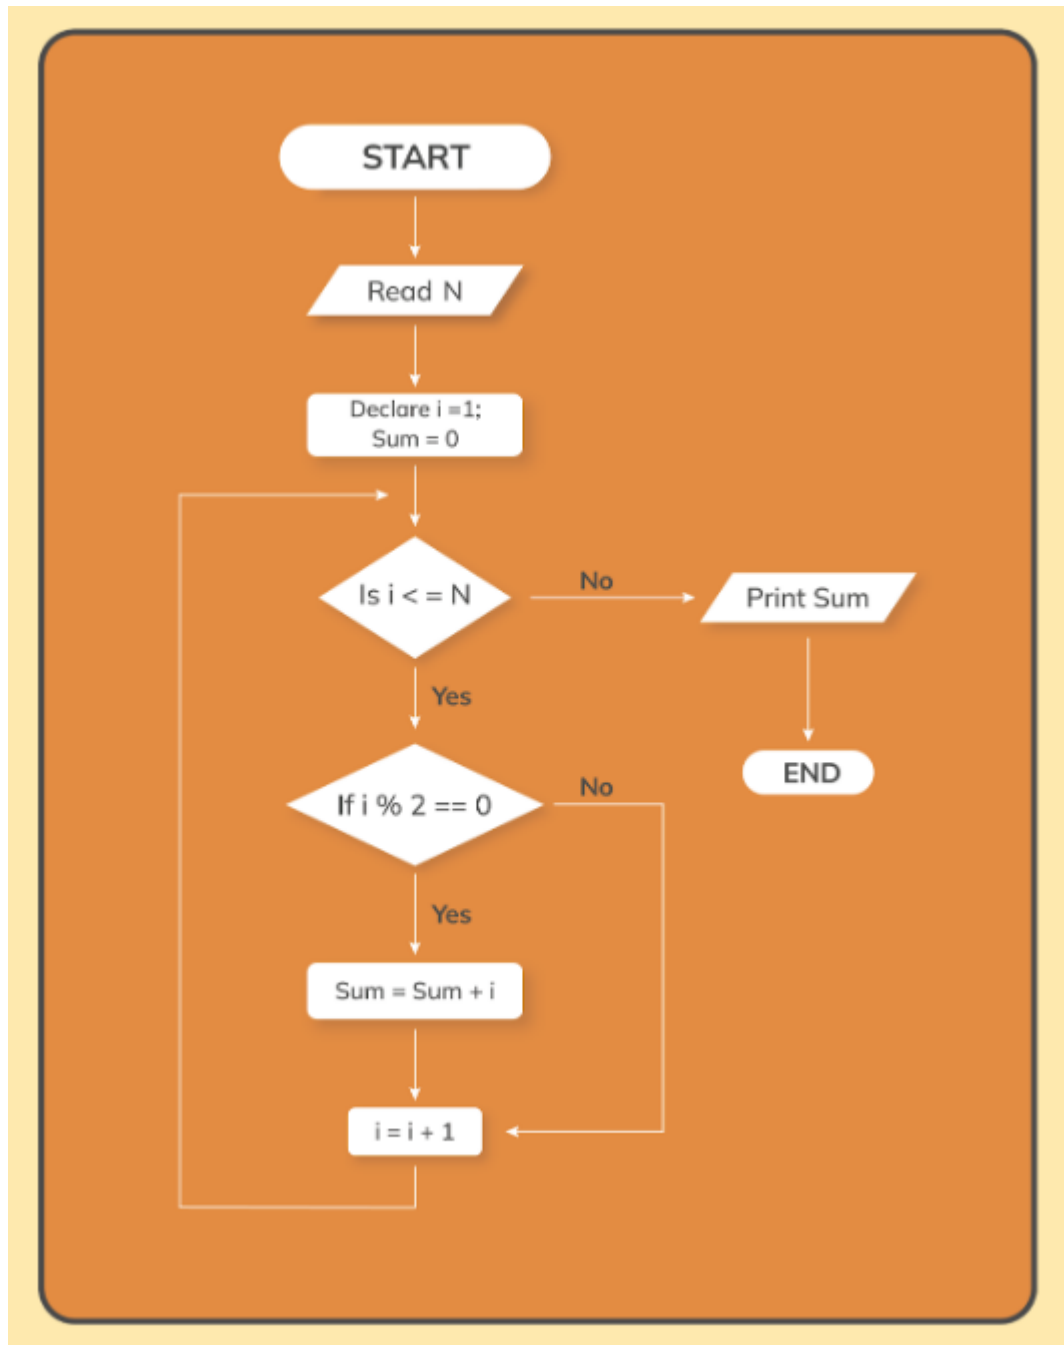 START
Read N
Declare i =1;
Sum = 0
Is i < = N
No
Print Sum
Yes
END
If i % 2 == 0
No
Yes
Sum = Sum + i
i = i + 1